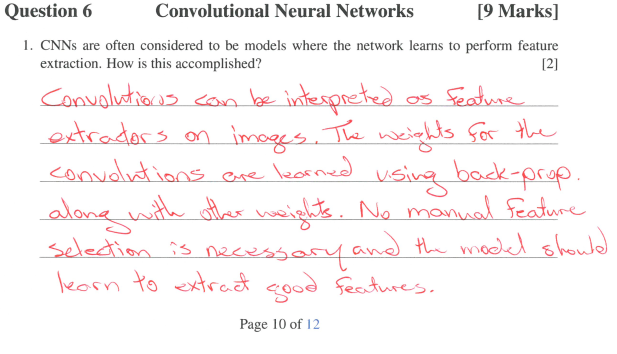 Question 6 Convolutional Neural Networks [9 Marks]
1. CNNs are often considered to be models where the network learns to perform feature
extraction. How is this accomplished? [2]
Convolutions can be interpreted as feature
extractors on images. The weights for the
convolutions are learned using back-prop.
along with other weights. No manual feature
selection is necessary and the model should
learn to extract good features.
Page 10 of 12